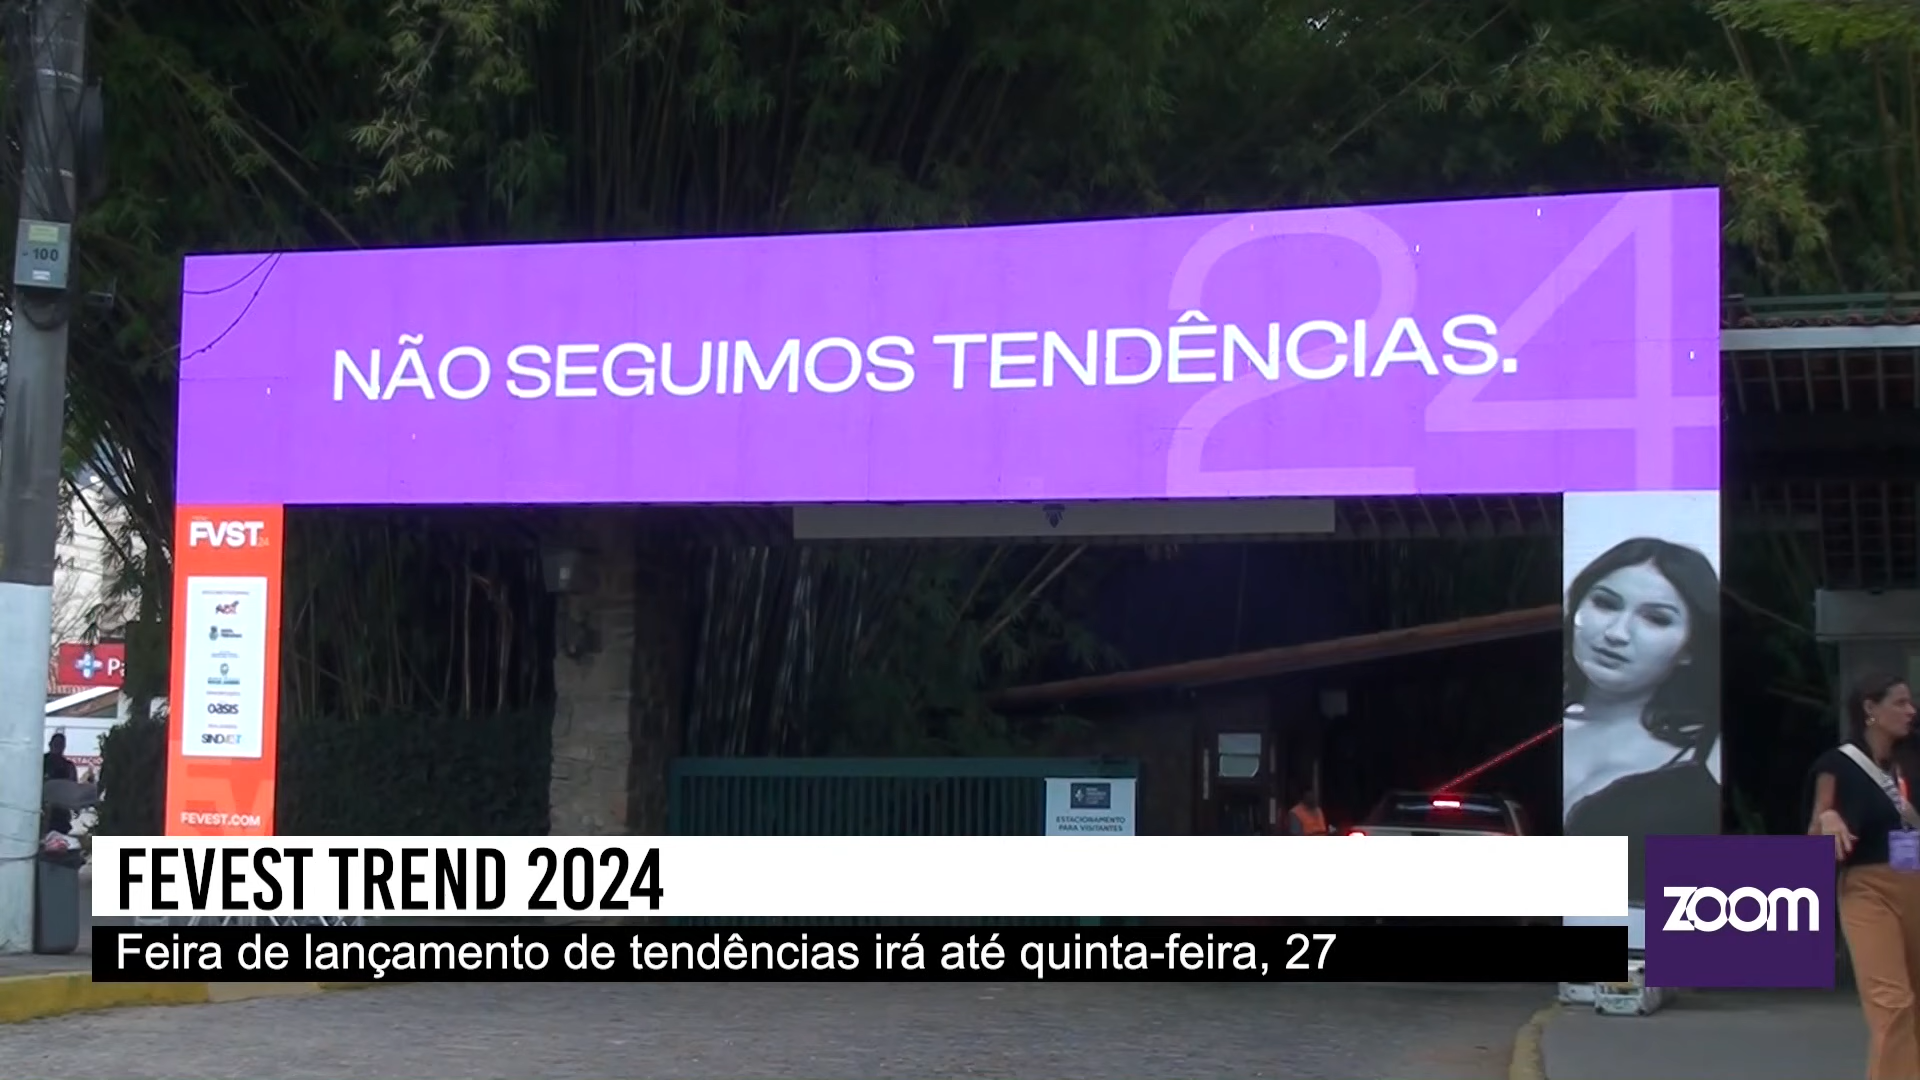 -100
24
NÃO SEGUIMOS TENDÊNCIAS.
FVST24
OASIS
SINDVEST
FEVEST.COM
ESTACIONAMENTO
PARA VISITANTES
FEVEST TREND 2024
Feira de lançamento de tendências irá até quinta-feira, 27
ZOOM